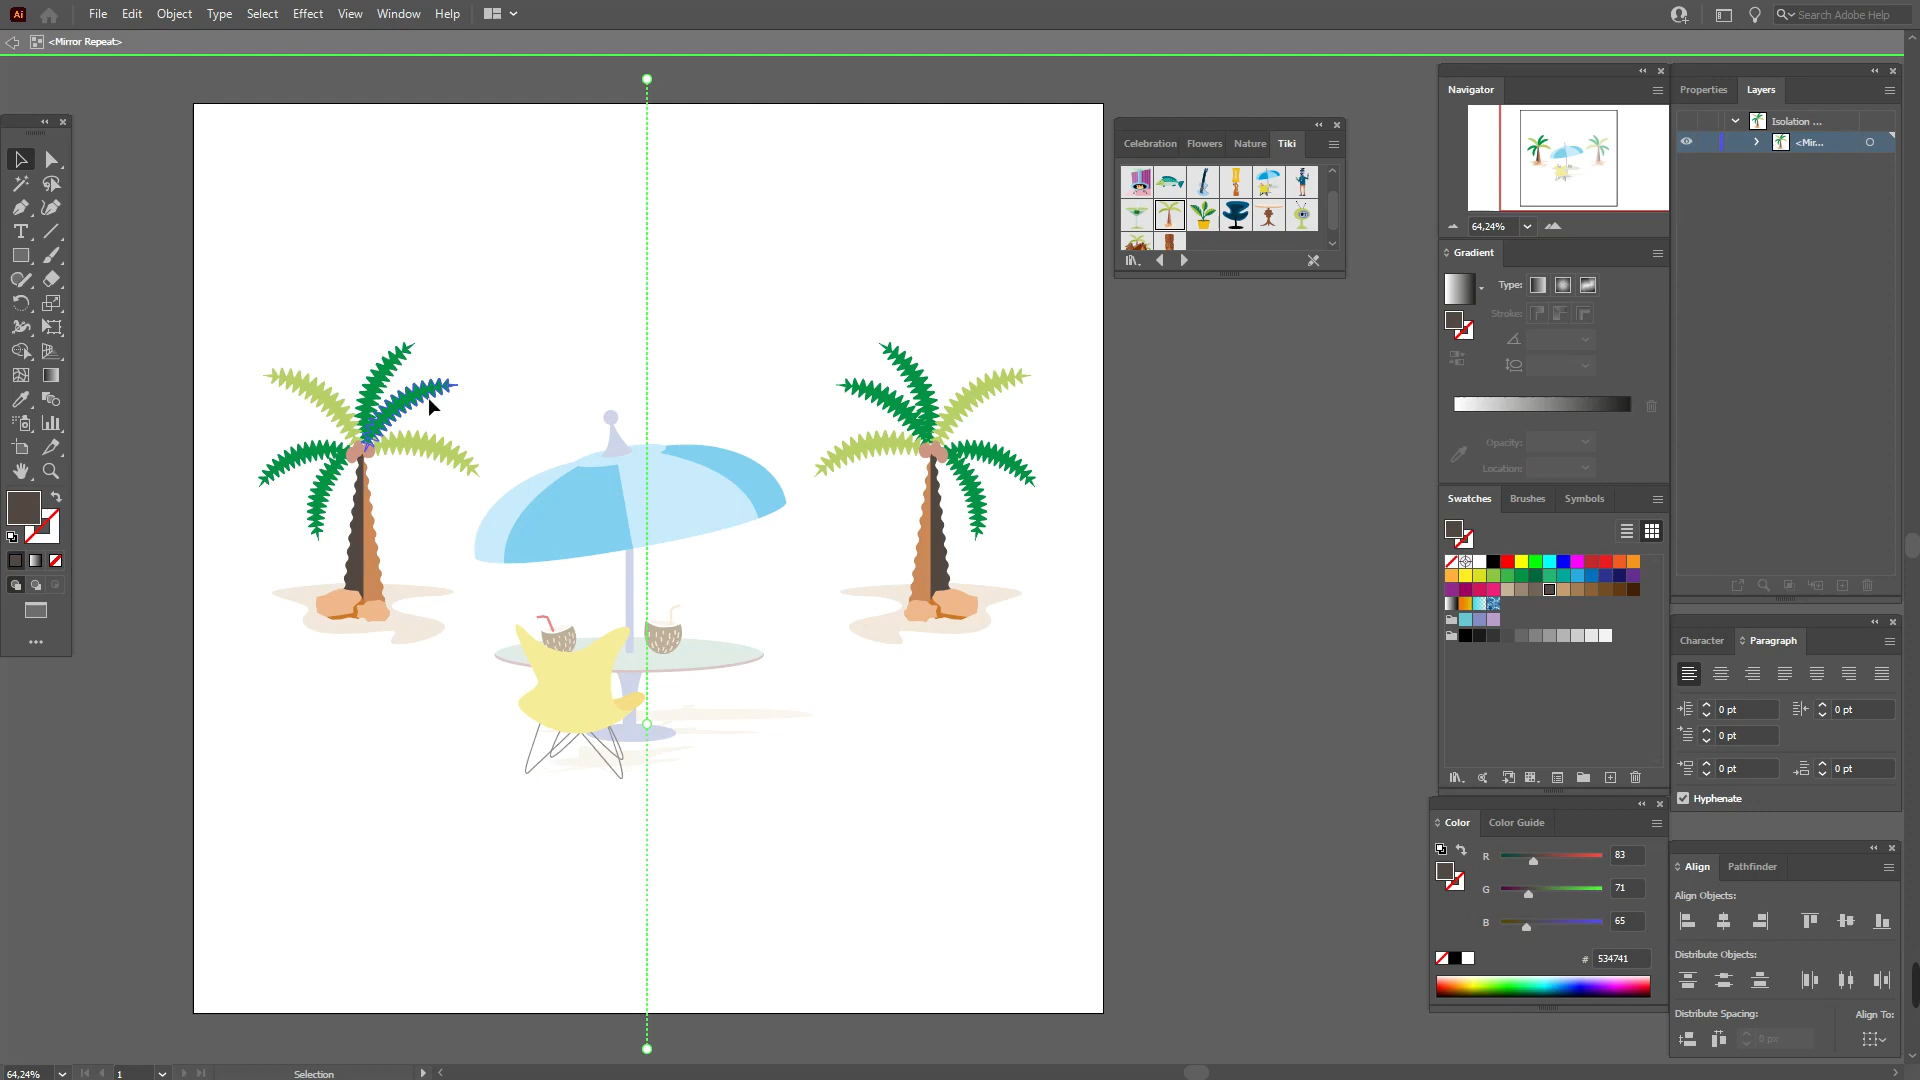 Ai File Edit Object Type Select Effect View Window Help
Search Adobe Help
<Mirror Repeat>
Celebration Flowers Nature Tiki
Navigator
64,24%
Gradient
Type:
Stroke:
Opacity:
Location:
Swatches Brushes Symbols
Color Color Guide
R 83
G 71
B 65
# 534741
Properties Layers
Isolation ...
<Mir...
Character Paragraph
0 pt 0 pt
0 pt
0 pt 0 pt
Hyphenate
Align Pathfinder
Align Objects:
Distribute Objects:
Distribute Spacing: Align To:
0 px
64,24% 1 Selection